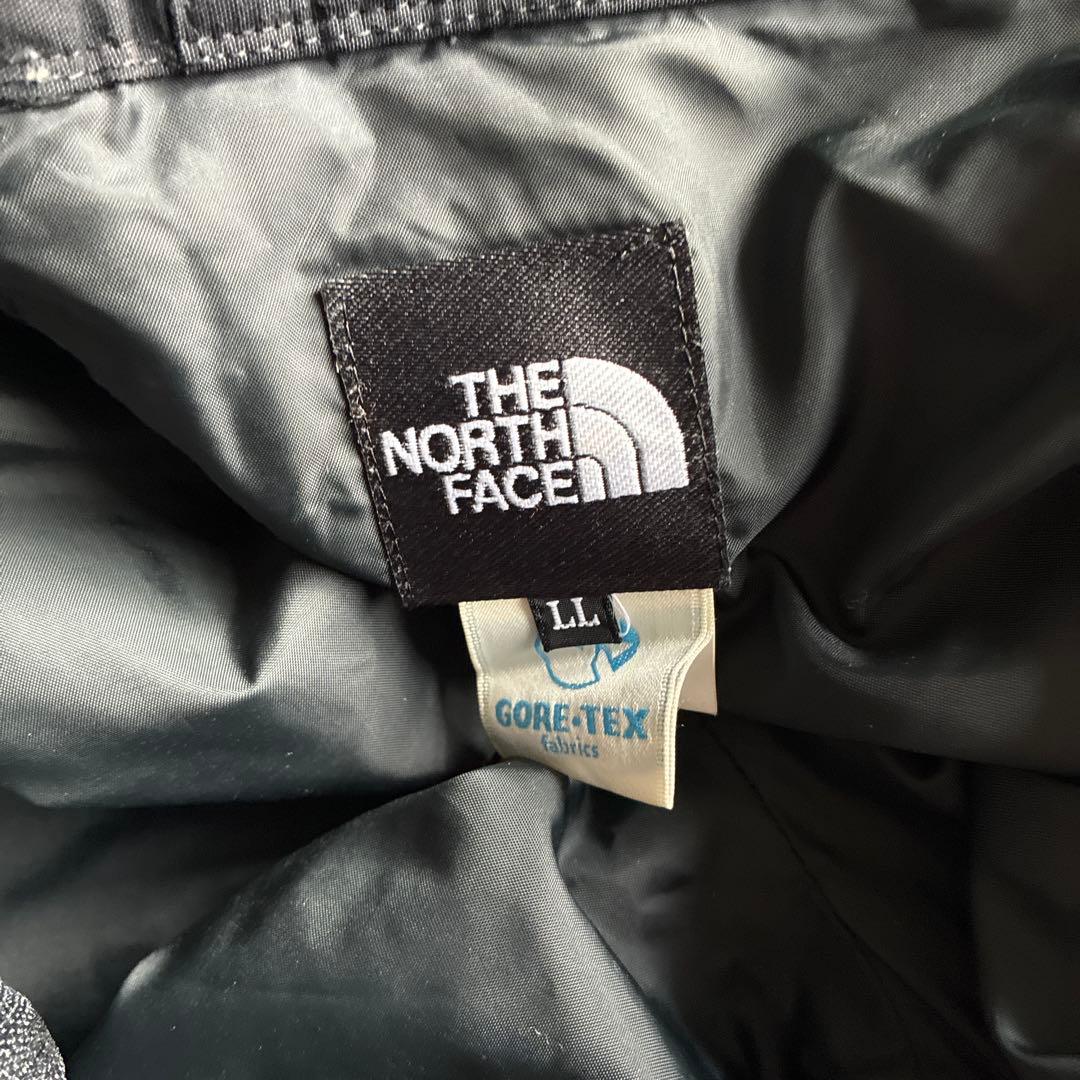 THE
NORTH
FACE
LL
GORE-TEX
fabrics